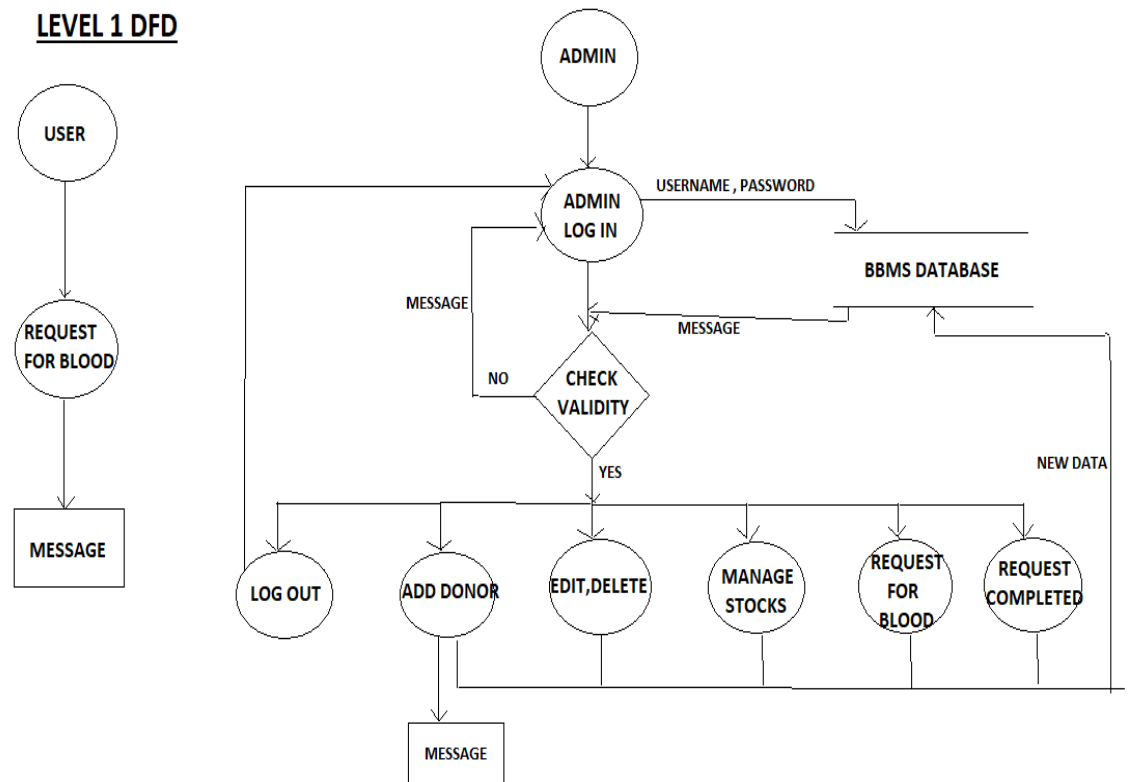 LEVEL 1 DFD
ADMIN
USER
ADMIN
LOG IN
USERNAME , PASSWORD
BBMS DATABASE
MESSAGE
MESSAGE
REQUEST
FOR BLOOD
NO
CHECK
VALIDITY
YES
NEW DATA
MESSAGE
LOG OUT
ADD DONOR
EDIT,DELETE
MANAGE
STOCKS
REQUEST
FOR
BLOOD
REQUEST
COMPLETED
MESSAGE